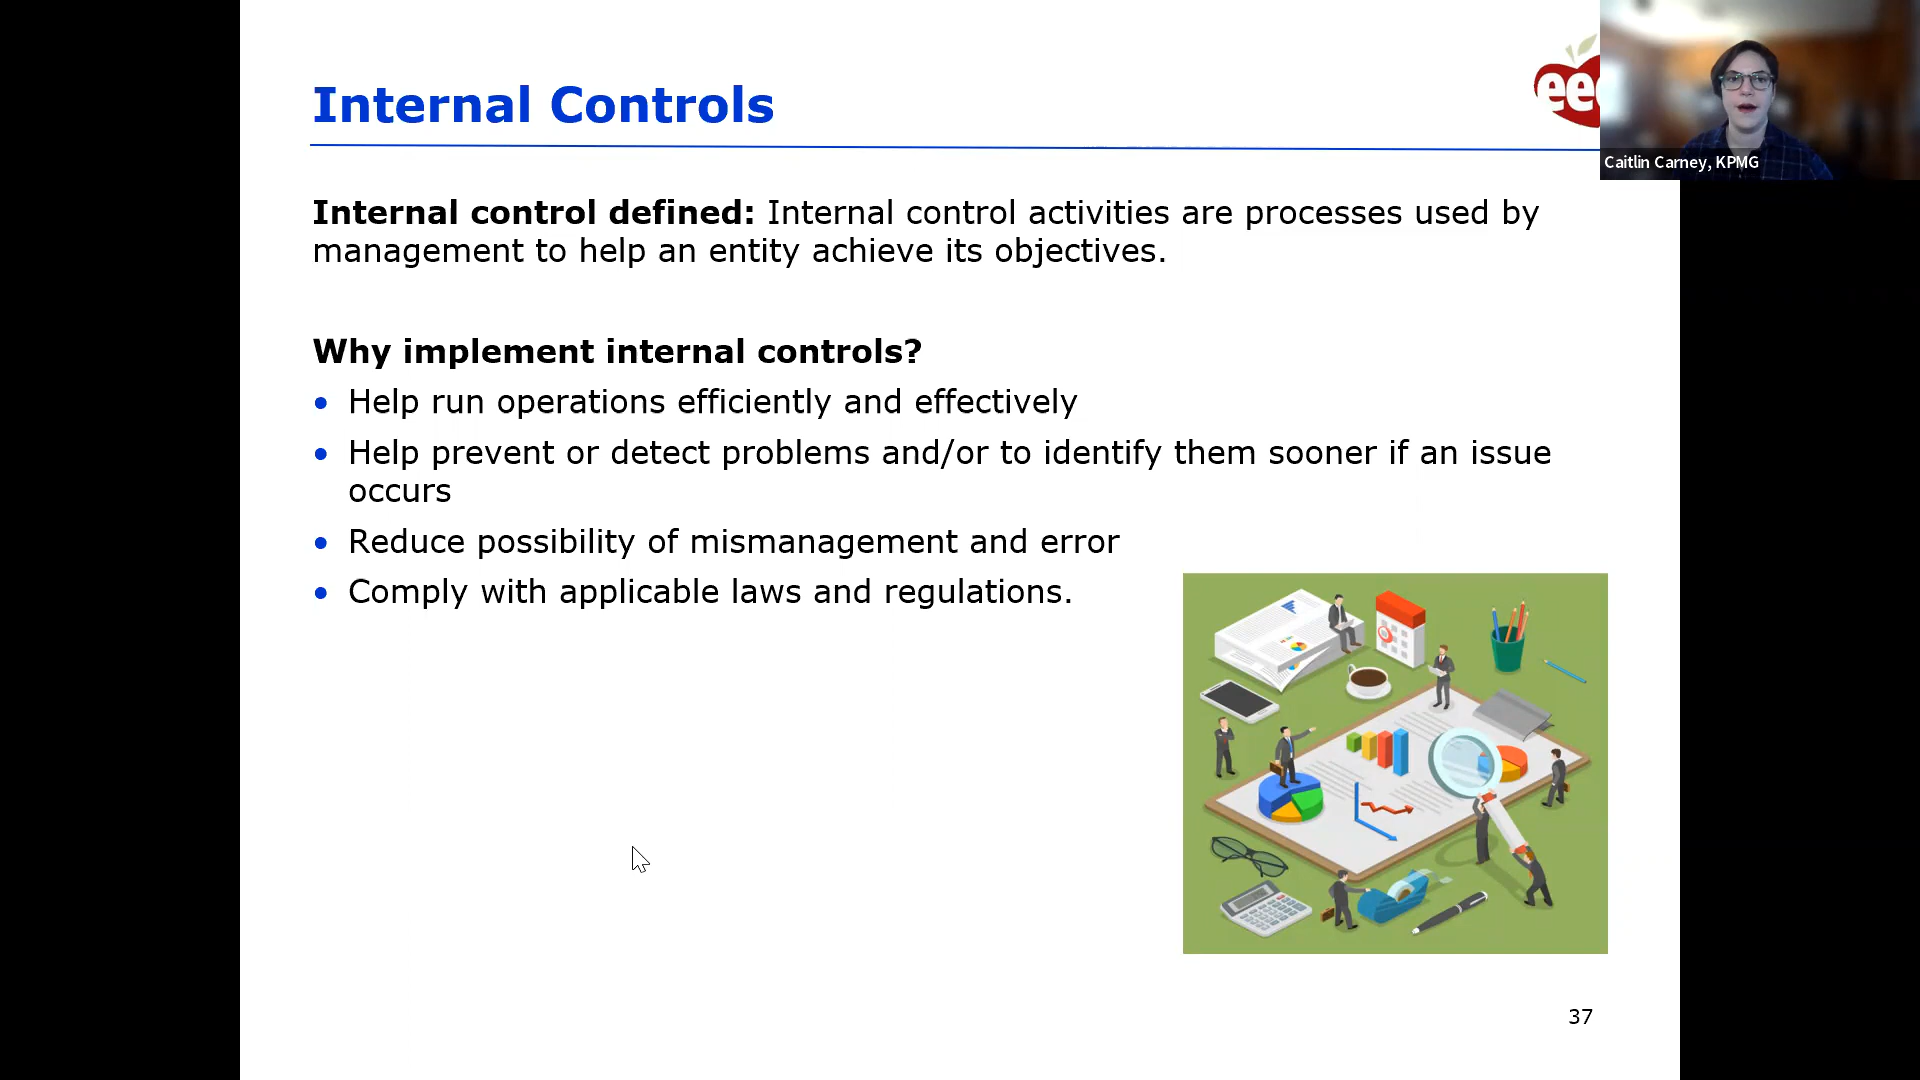 Internal Controls
eec
Caitlin Carney, KPMG
Internal control defined: Internal control activities are processes used by
management to help an entity achieve its objectives.
Why implement internal controls?
• Help run operations efficiently and effectively
• Help prevent or detect problems and/or to identify them sooner if an issue
occurs
• Reduce possibility of mismanagement and error
• Comply with applicable laws and regulations.
37